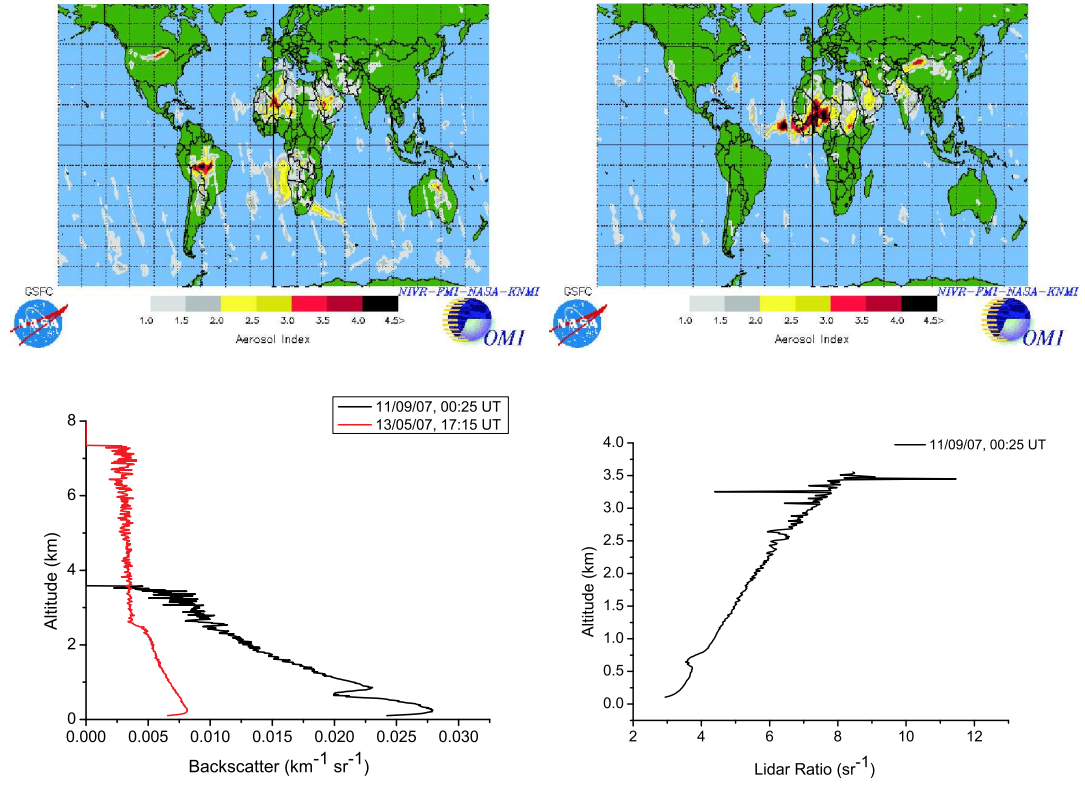 GSFC
NIVR-FMI-NASA-KNMI
NASA
1.0 1.5 2.0 2.5 3.0 3.5 4.0 4.5>
Aerosol Index
OMI
GSFC
NIVR-FMI-NASA-KNMI
NASA
1.0 1.5 2.0 2.5 3.0 3.5 4.0 4.5>
Aerosol Index
OMI
11/09/07, 00:25 UT
13/05/07, 17:15 UT
8
6
4
2
0
Altitude (km)
0.000 0.005 0.010 0.015 0.020 0.025 0.030
Backscatter (km⁻¹ sr⁻¹)
11/09/07, 00:25 UT
4.0
3.5
3.0
2.5
2.0
1.5
1.0
0.5
0.0
Altitude (km)
4 6 8 10 12
Lidar Ratio (sr⁻¹)